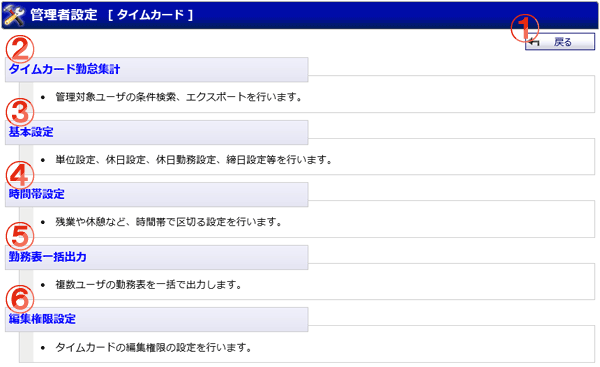 管理者設定 [ タイムカード ]
①
戻る
②
タイムカード勤怠集計
• 管理対象ユーザの条件検索、エクスポートを行います。
③
基本設定
• 単位設定、休日設定、休日勤務設定、締日設定等を行います。
④
時間帯設定
• 残業や休憩など、時間帯で区切る設定を行います。
⑤
勤務表一括出力
• 複数ユーザの勤務表を一括で出力します。
⑥
編集権限設定
• タイムカードの編集権限の設定を行います。